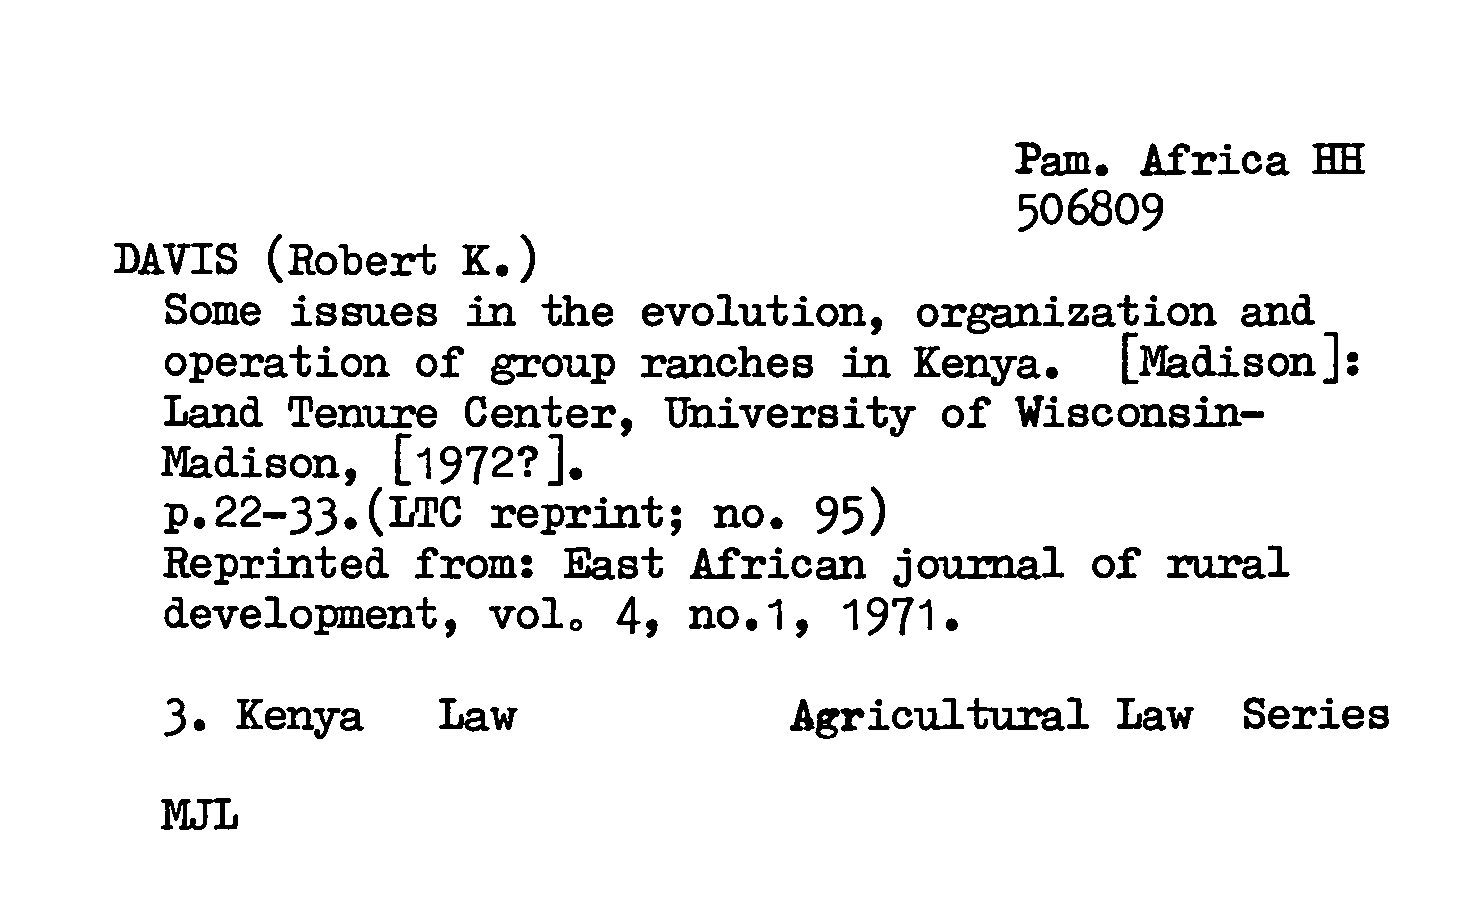 Pam. Africa HH
506809
DAVIS (Robert K.)
Some issues in the evolution, organization and
operation of group ranches in Kenya. [Madison]:
Land Tenure Center, University of Wisconsin-
Madison, [1972?].
p.22-33.(LTC reprint; no. 95)
Reprinted from: East African journal of rural
development, vol. 4, no.1, 1971.
3. Kenya Law Agricultural Law Series
MJL